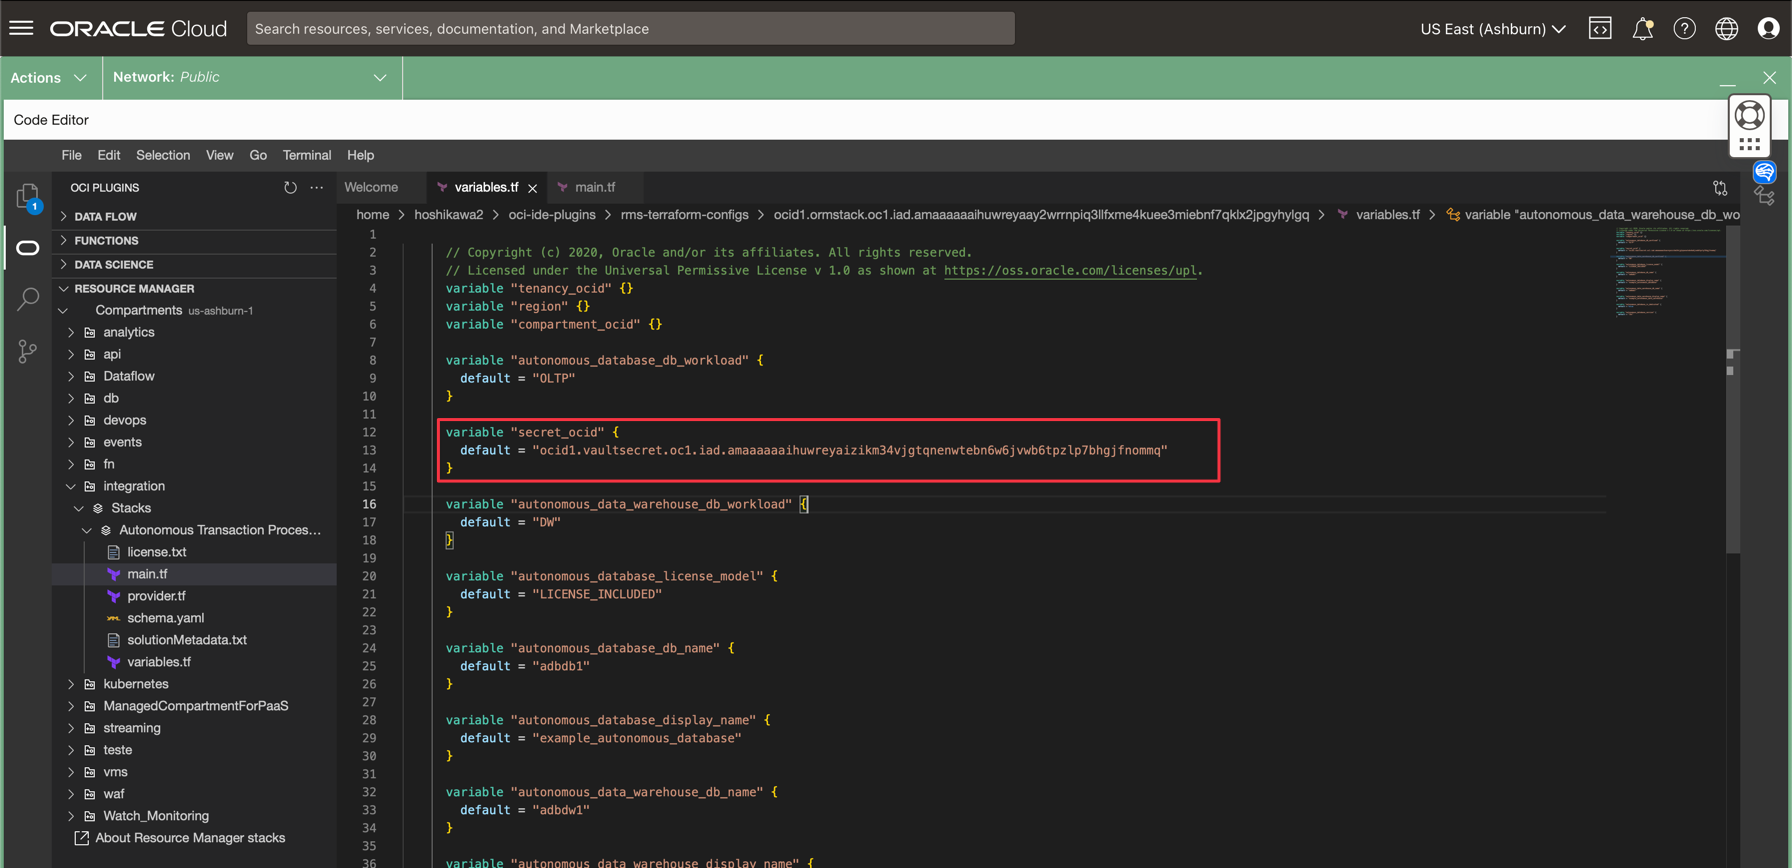 ORACLE Cloud
Search resources, services, documentation, and Marketplace
US East (Ashburn)
Actions
Network: Public
Code Editor
File Edit Selection View Go Terminal Help
OCI PLUGINS
1
DATA FLOW
FUNCTIONS
DATA SCIENCE
RESOURCE MANAGER
Compartments us-ashburn-1
analytics
api
Dataflow
db
devops
events
fn
integration
Stacks
Autonomous Transaction Proces...
license.txt
main.tf
provider.tf
schema.yaml
solutionMetadata.txt
variables.tf
kubernetes
ManagedCompartmentForPaaS
streaming
teste
vms
waf
Watch_Monitoring
About Resource Manager stacks
Welcome variables.tf main.tf
home > hoshikawa2 > oci-ide-plugins > rms-terraform-configs > ocid1.ormstack.oc1.iad.amaaaaaaihuwreyaay2wrrnpiq3llfxme4kuee3miebnf7qklx2jpgyhylgq > variables.tf > variable "autonomous_data_warehouse_db_wo
1
2 // Copyright (c) 2020, Oracle and/or its affiliates. All rights reserved.
3 // Licensed under the Universal Permissive License v 1.0 as shown at https://oss.oracle.com/licenses/upl.
4 variable "tenancy_ocid" {}
5 variable "region" {}
6 variable "compartment_ocid" {}
7
8 variable "autonomous_database_db_workload" {
9 default = "OLTP"
10 }
11
12 variable "secret_ocid" {
13 default = "ocid1.vaultsecret.oc1.iad.amaaaaaaihuwreyaizikm34vjgtqnenwtebn6w6jvwb6tpzlp7bhgjfnommq"
14 }
15
16 variable "autonomous_data_warehouse_db_workload" {
17 default = "DW"
18 }
19
20 variable "autonomous_database_license_model" {
21 default = "LICENSE_INCLUDED"
22 }
23
24 variable "autonomous_database_db_name" {
25 default = "adbdb1"
26 }
27
28 variable "autonomous_database_display_name" {
29 default = "example_autonomous_database"
30 }
31
32 variable "autonomous_data_warehouse_db_name" {
33 default = "adbdw1"
34 }
35
36 variable "autonomous_data_warehouse_display_name" {